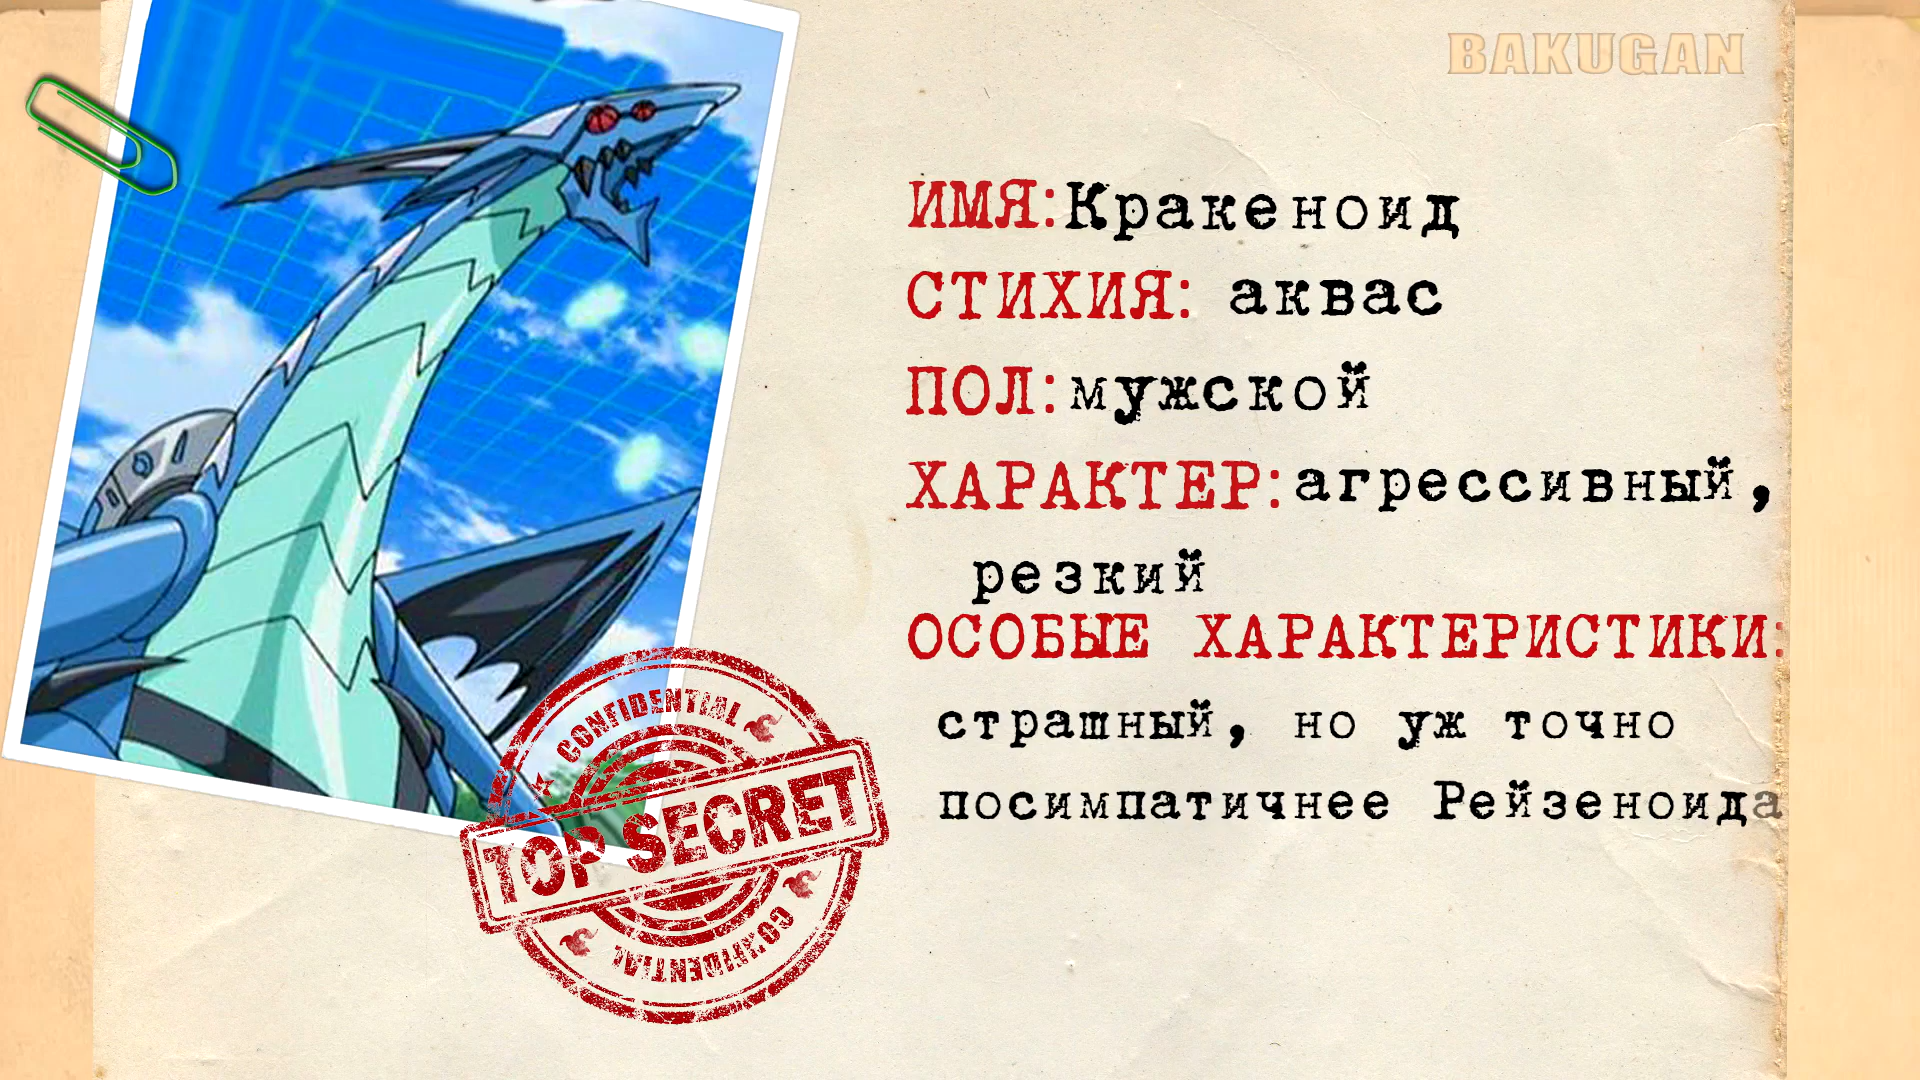 BAKUGAN
ИМЯ:Кракеноид
СТИХИЯ: аквас
ПОЛ:мужской
ХАРАКТЕР:агрессивный,
резкий
ОСОБЫЕ ХАРАКТЕРИСТИКИ:
страшный, но уж точно
посимпатичнее Рейзеноида
CONFIDENTIAL
TOP SECRET
CONFIDENTIAL